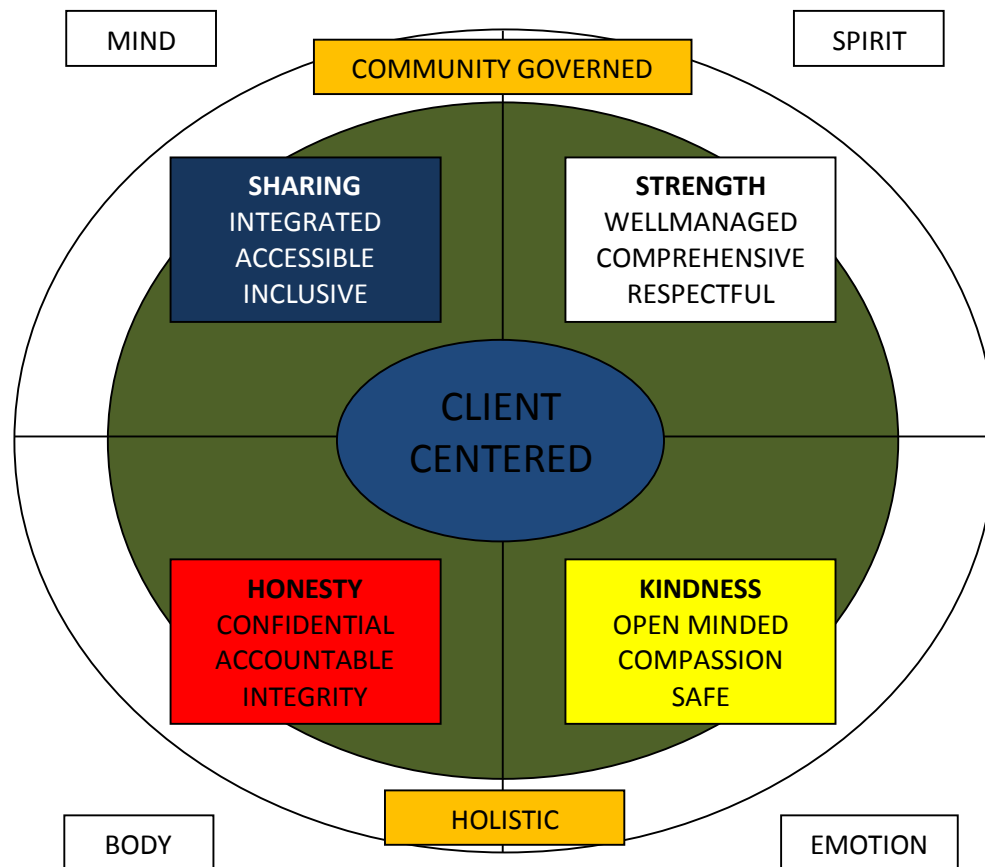 MIND
SPIRIT
COMMUNITY GOVERNED
SHARING
INTEGRATED
ACCESSIBLE
INCLUSIVE
STRENGTH
WELLMANAGED
COMPREHENSIVE
RESPECTFUL
CLIENT
CENTERED
HONESTY
CONFIDENTIAL
ACCOUNTABLE
INTEGRITY
KINDNESS
OPEN MINDED
COMPASSION
SAFE
HOLISTIC
BODY
EMOTION